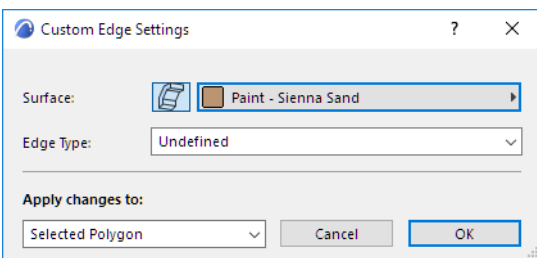 Custom Edge Settings
?
Surface:
Paint - Sienna Sand
Edge Type:
Undefined
Apply changes to:
Selected Polygon
Cancel
OK